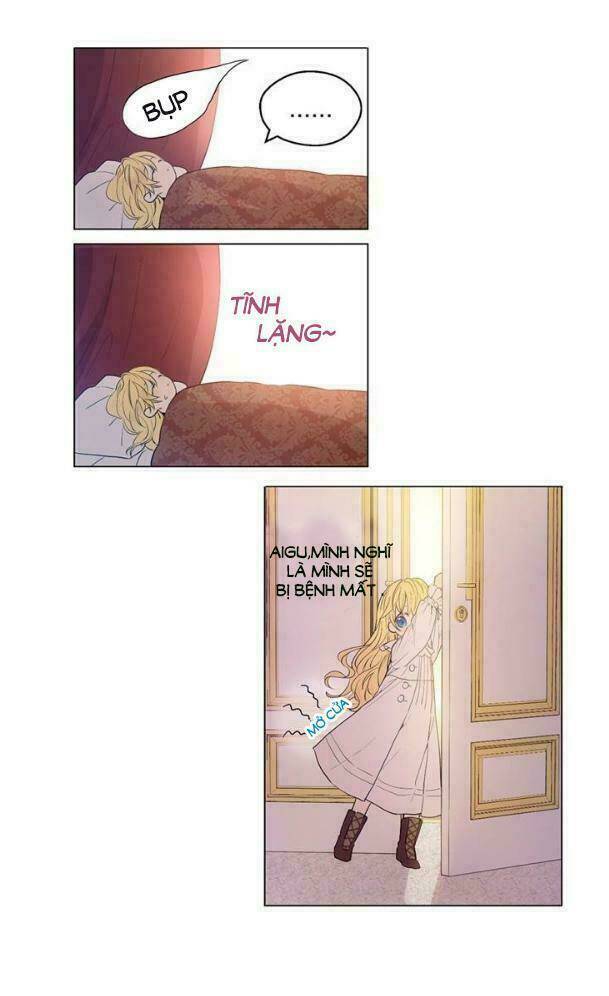 BỤP
......
TĨNH
LẶNG~
AIGU,MÌNH NGHĨ
LÀ MÌNH SẼ
BỊ BỆNH MẤT .
MỞ CỬA